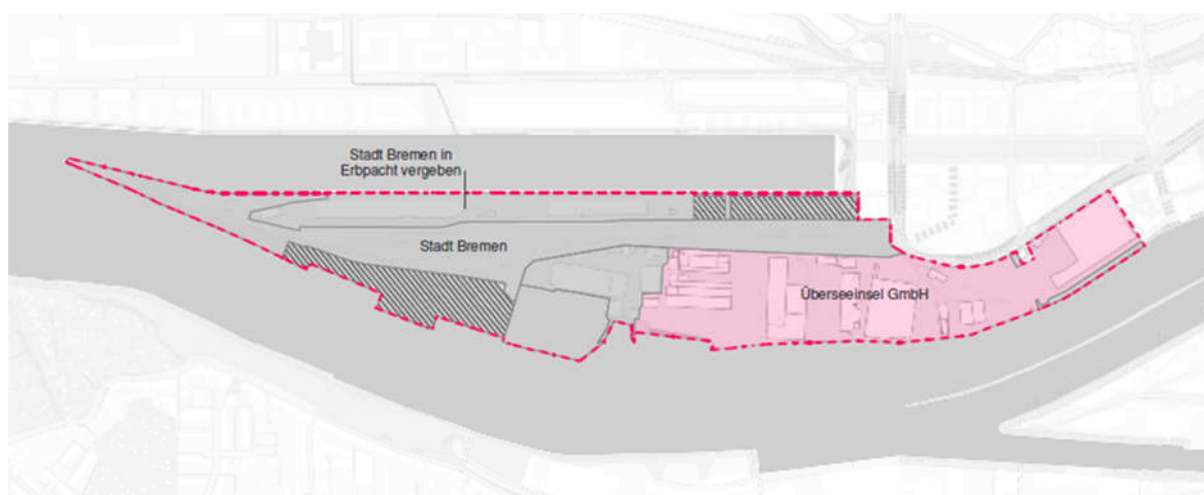 Stadt Bremen in
Erbpacht vergeben
Stadt Bremen
Überseeinsel GmbH